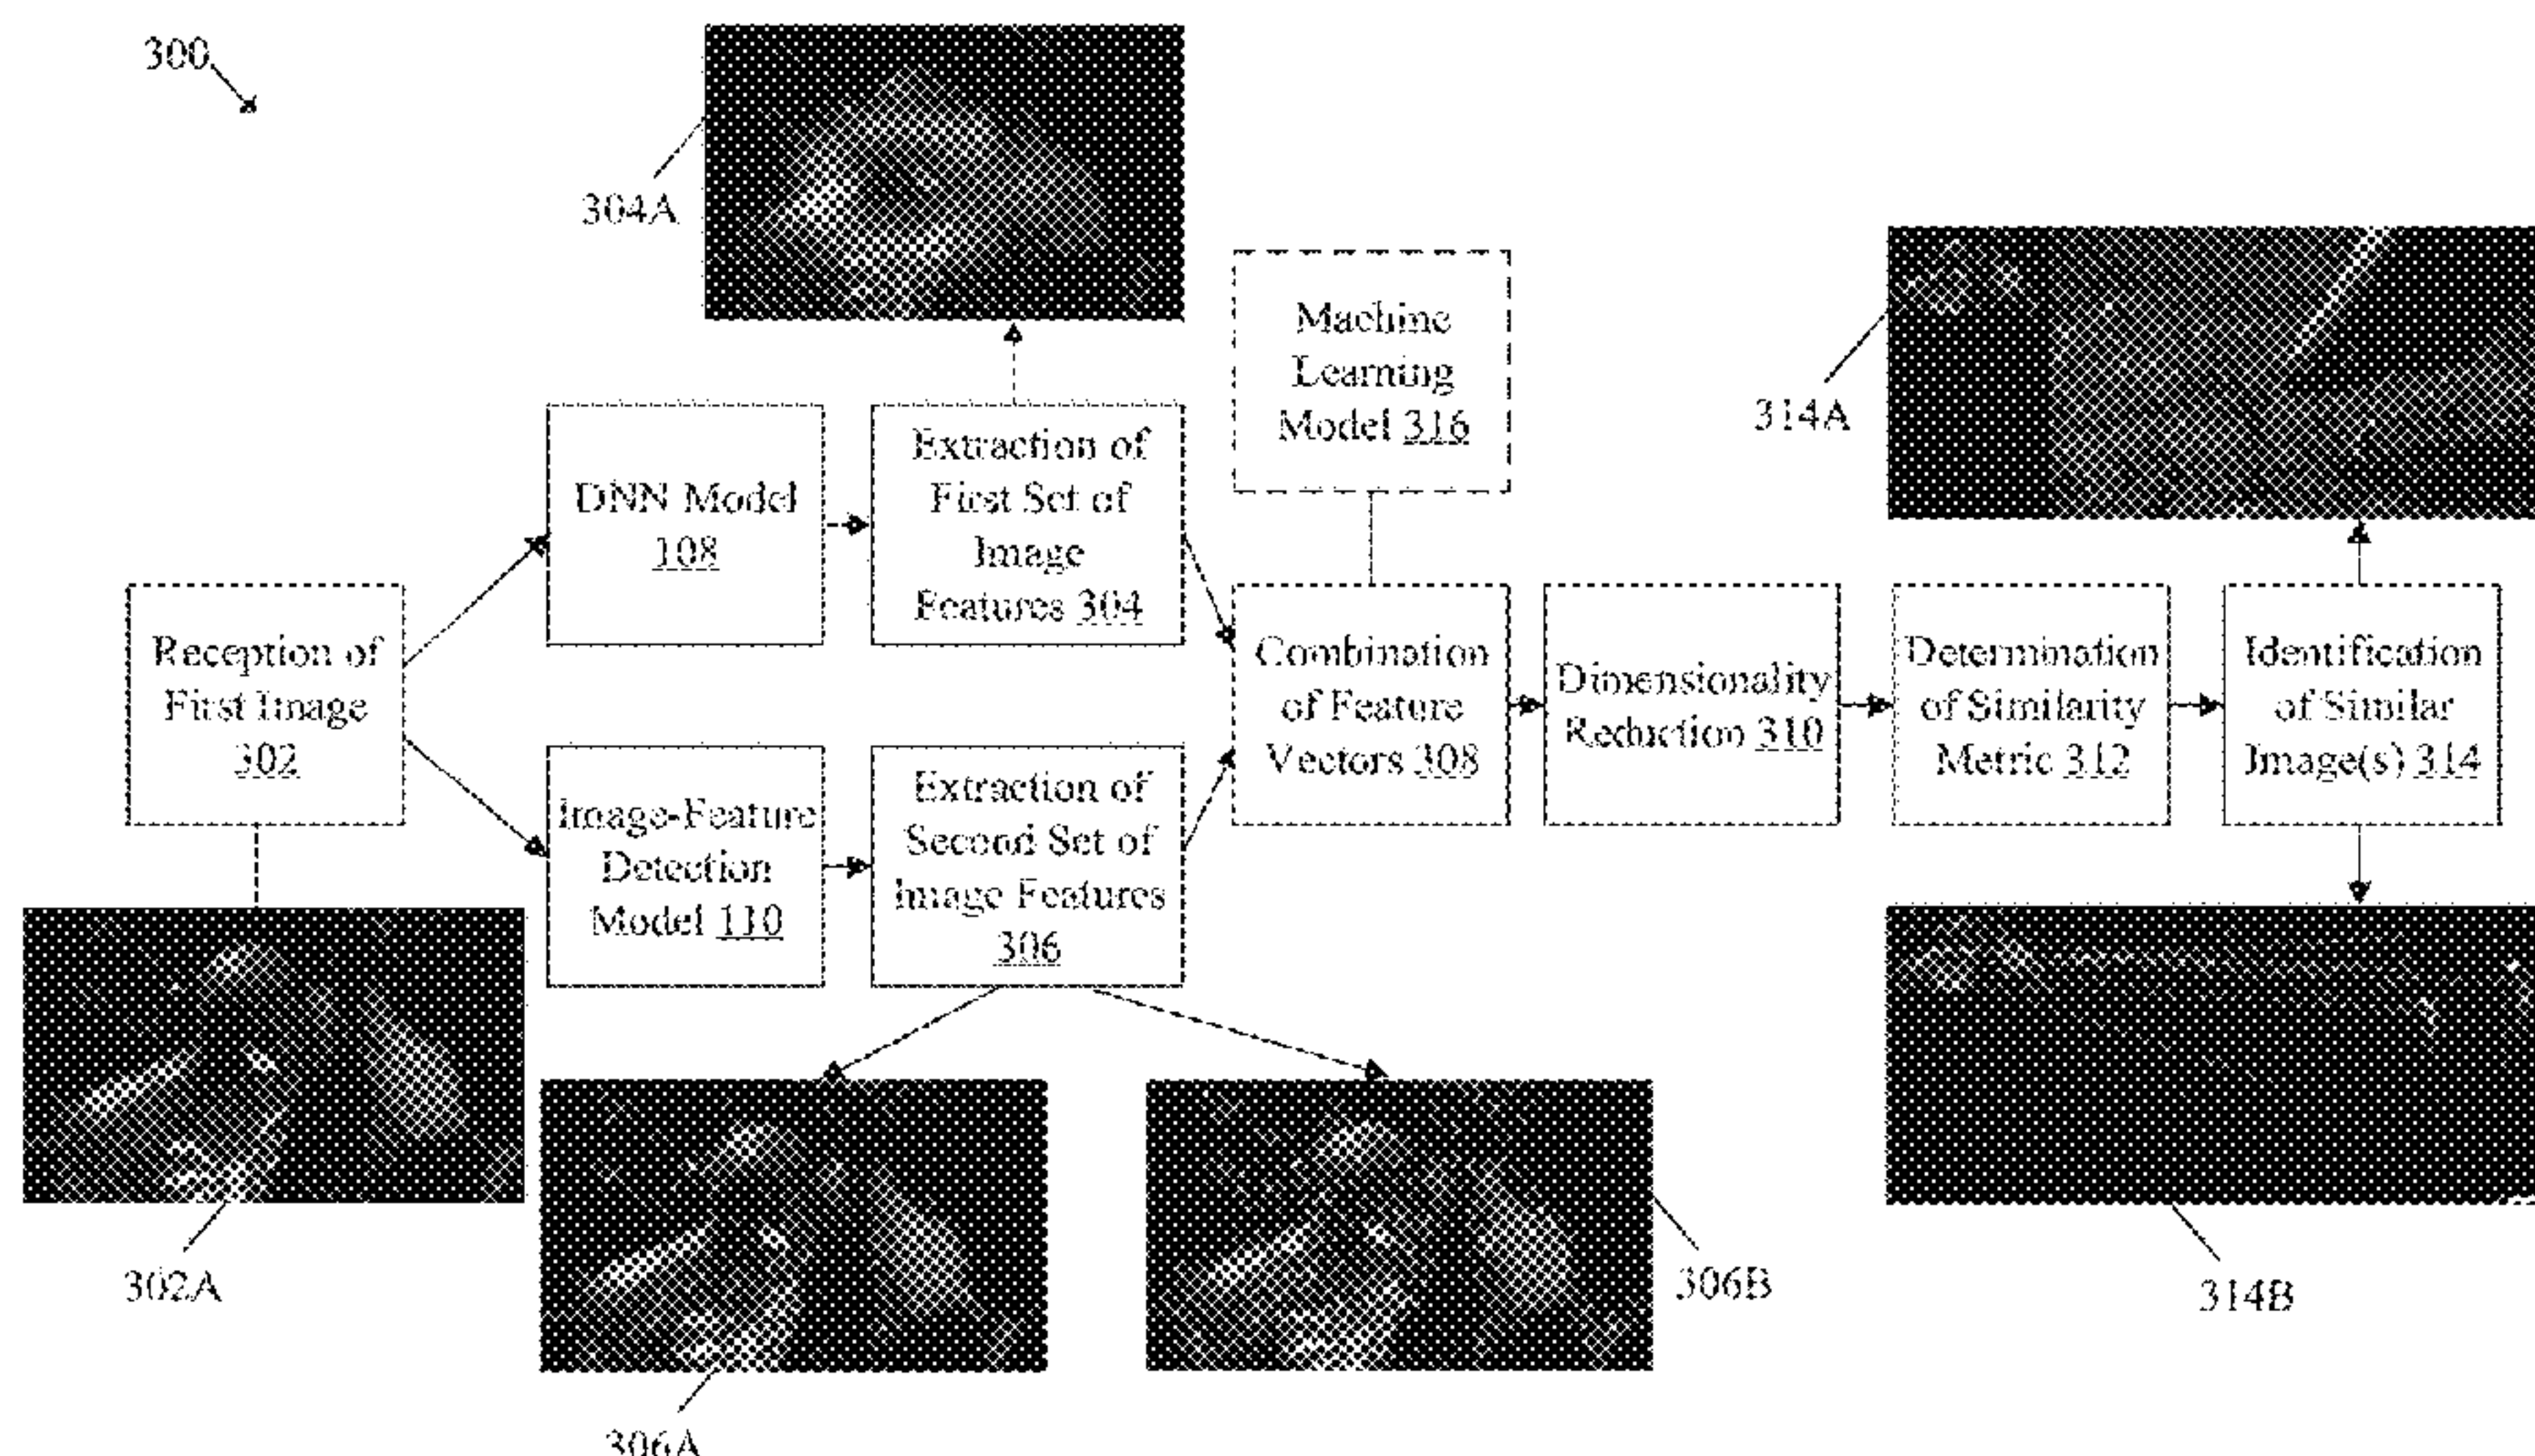 300
304A
Machine
Learning
Model 316
314A
DNN Model
108
Extraction of
First Set of
Image
Features 304
Reception of
First Image
302
Combination
of Feature
Vectors 308
Dimensionality
Reduction 310
Determination
of Similarity
Metric 312
Identification
of Similar
Image(s) 314
Image-Feature
Detection
Model 110
Extraction of
Second Set of
Image Features
306
302A
306B
314B
306A